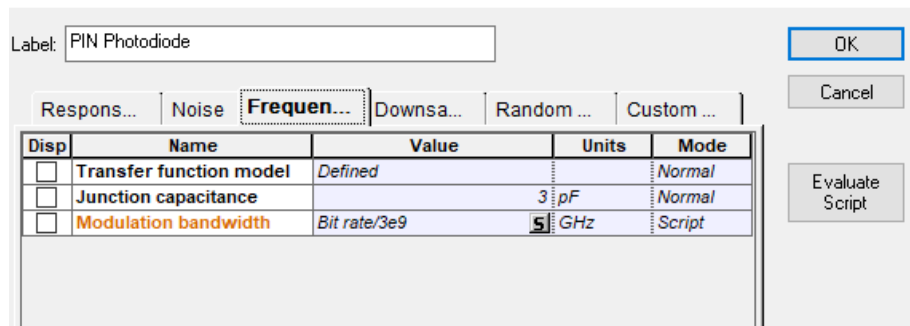 Label: PIN Photodiode
OK
Cancel
Respons... Noise Frequen... Downsa... Random ... Custom ...
Disp Name Value Units Mode
Transfer function model Defined Normal
Junction capacitance 3 pF Normal
Modulation bandwidth Bit rate/3e9 S GHz Script
Evaluate
Script